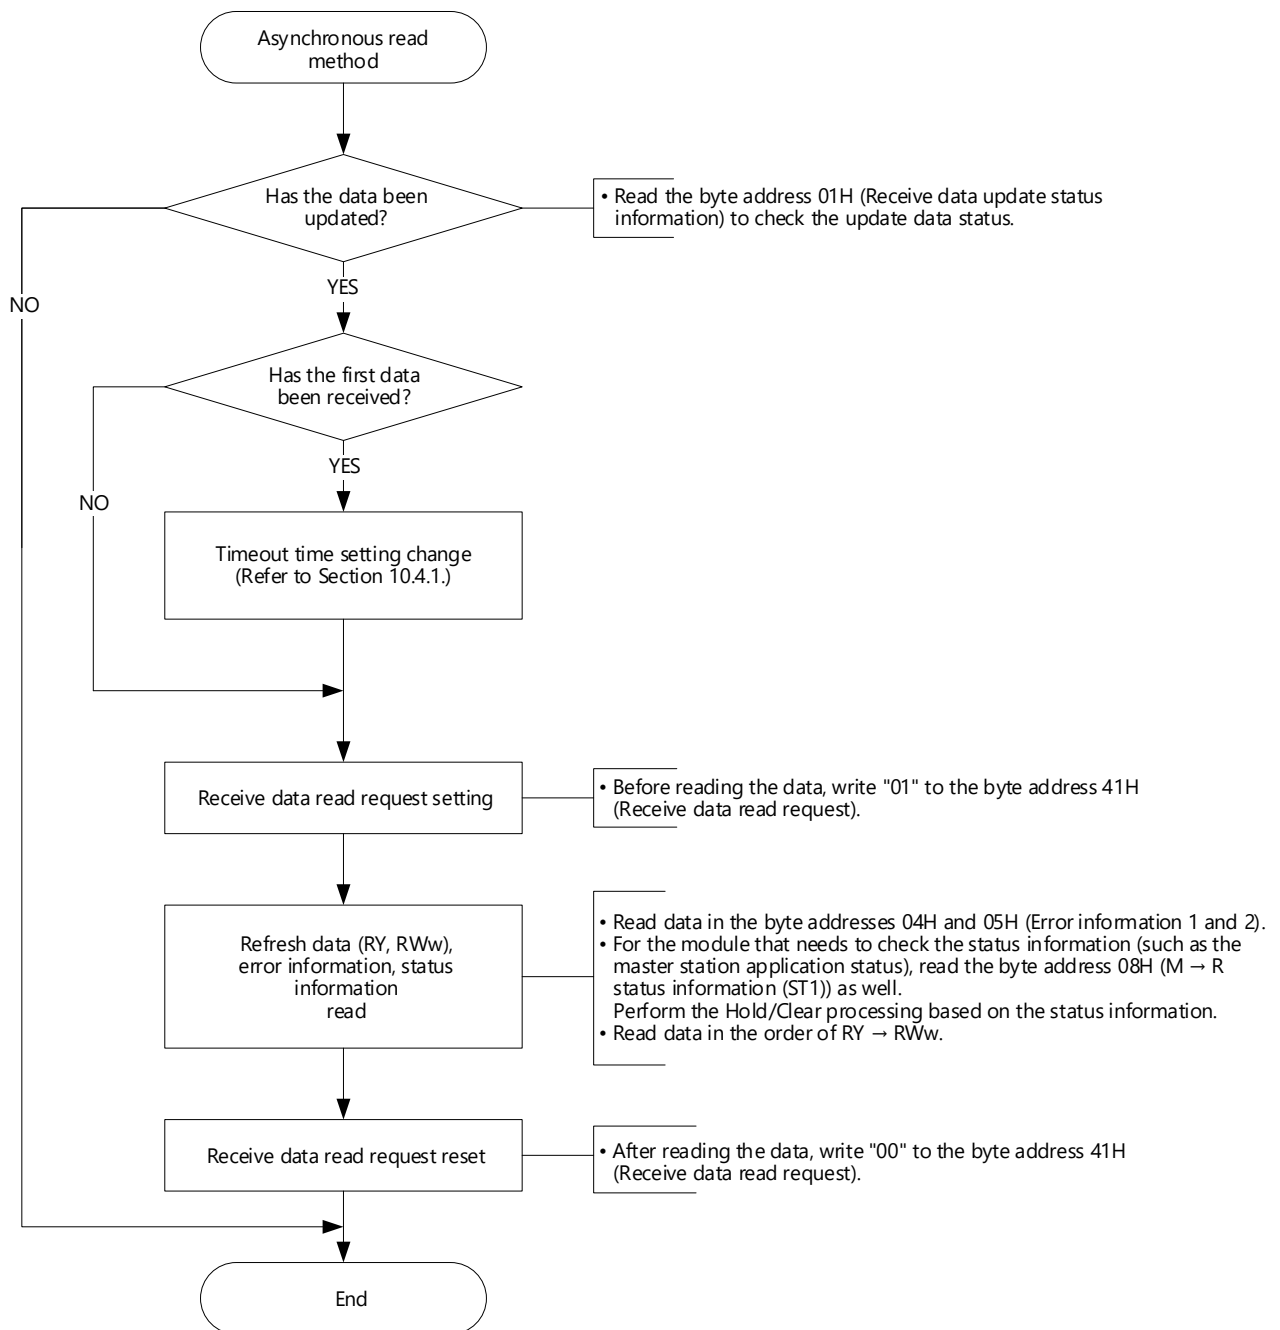 Asynchronous read
method
Has the data been
updated?
• Read the byte address 01H (Receive data update status
information) to check the update data status.
YES
NO
Has the first data
been received?
YES
NO
Timeout time setting change
(Refer to Section 10.4.1.)
Receive data read request setting
• Before reading the data, write "01" to the byte address 41H
(Receive data read request).
Refresh data (RY, RWw),
error information, status
information
read
• Read data in the byte addresses 04H and 05H (Error information 1 and 2).
• For the module that needs to check the status information (such as the
master station application status), read the byte address 08H (M → R
status information (ST1)) as well.
Perform the Hold/Clear processing based on the status information.
• Read data in the order of RY → RWw.
Receive data read request reset
• After reading the data, write "00" to the byte address 41H
(Receive data read request).
End